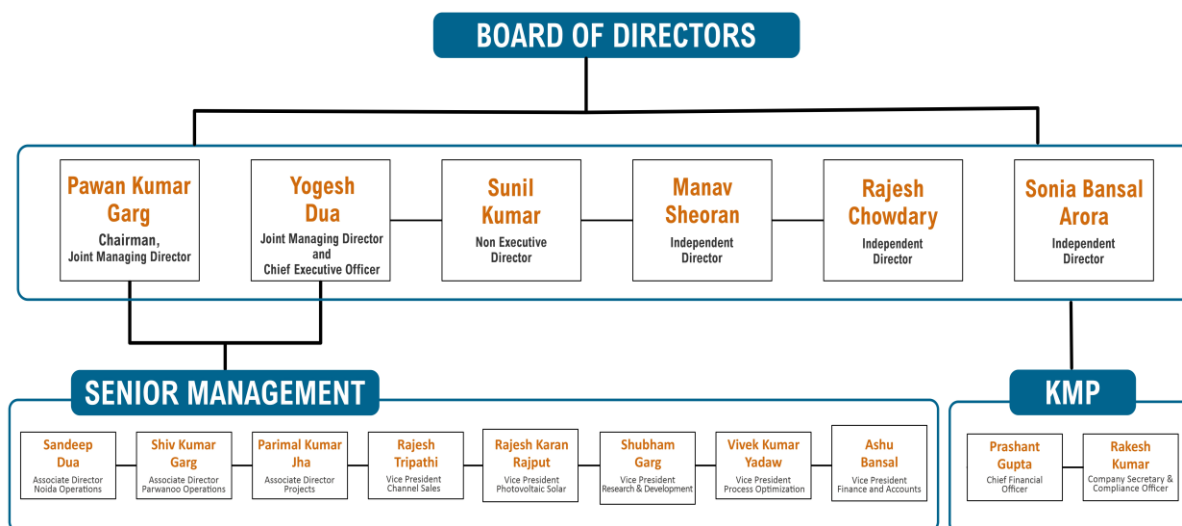 BOARD OF DIRECTORS
Pawan Kumar
Garg
Chairman,
Joint Managing Director
Yogesh
Dua
Joint Managing Director
and
Chief Executive Officer
Sunil
Kumar
Non Executive
Director
Manav
Sheoran
Independent
Director
Rajesh
Chowdary
Independent
Director
Sonia Bansal
Arora
Independent
Director
SENIOR MANAGEMENT
Sandeep
Dua
Associate Director
Noida Operations
Shiv Kumar
Garg
Associate Director
Parwanoo Operations
Parimal Kumar
Jha
Associate Director
Projects
Rajesh
Tripathi
Vice President
Channel Sales
Rajesh Karan
Rajput
Vice President
Photovoltaic Solar
Shubham
Garg
Vice President
Research & Development
Vivek Kumar
Yadaw
Vice President
Process Optimization
Ashu
Bansal
Vice President
Finance and Accounts
KMP
Prashant
Gupta
Chief Financial
Officer
Rakesh
Kumar
Company Secretary &
Compliance Officer